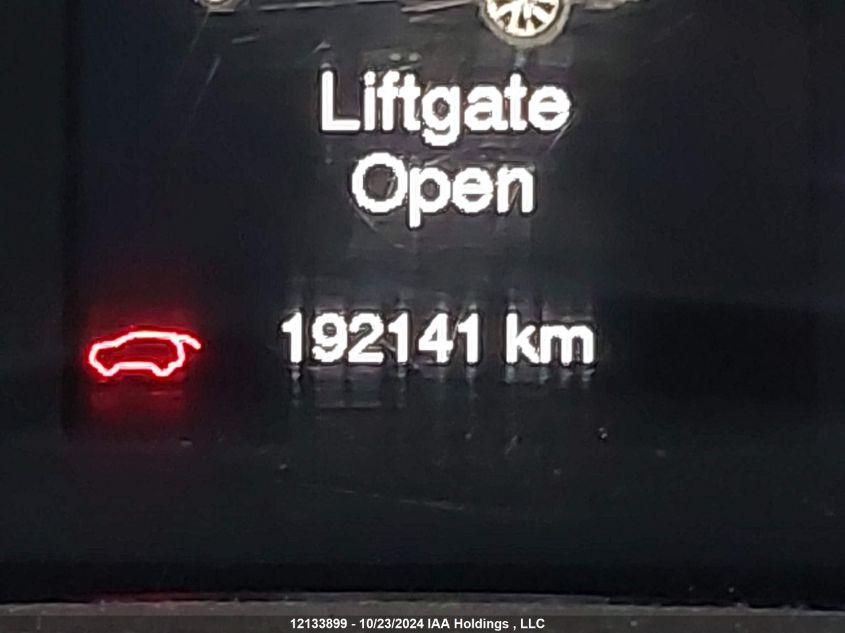 Liftgate
Open
192141 km
12133899 - 10/23/2024 IAA Holdings , LLC